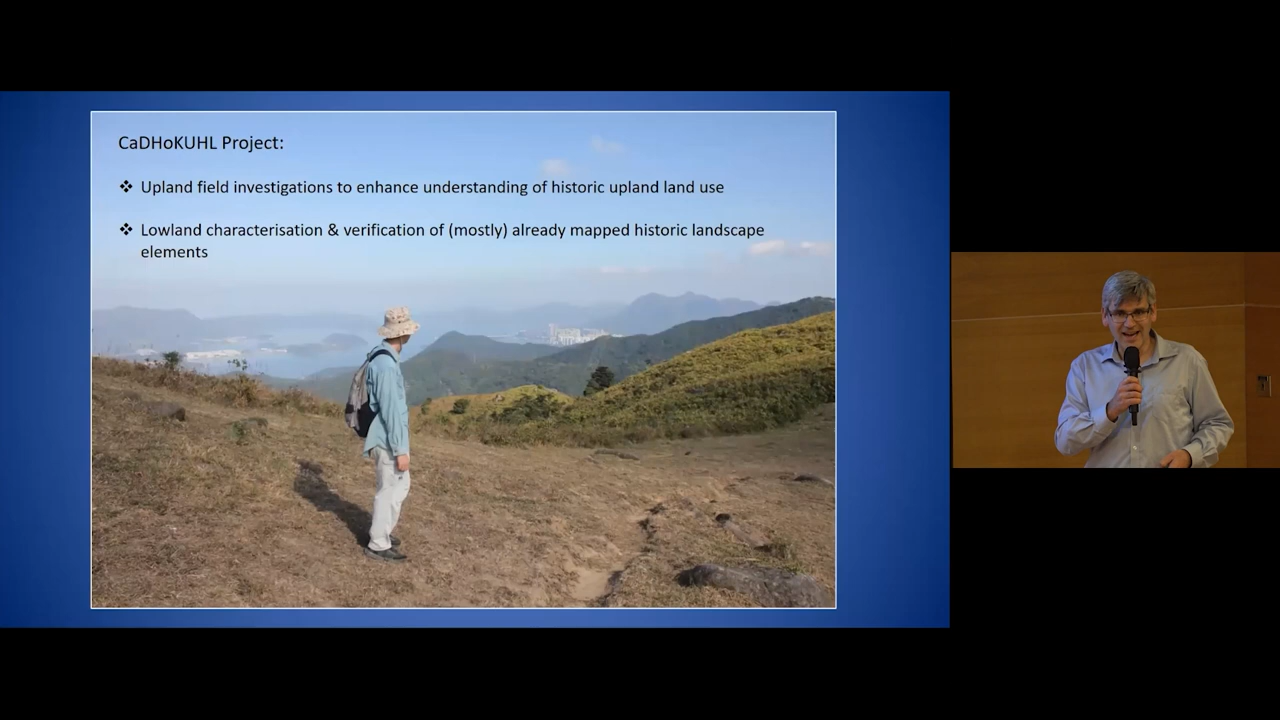 CaDHoKUHL Project:
❖ Upland field investigations to enhance understanding of historic upland land use
❖ Lowland characterisation & verification of (mostly) already mapped historic landscape
elements